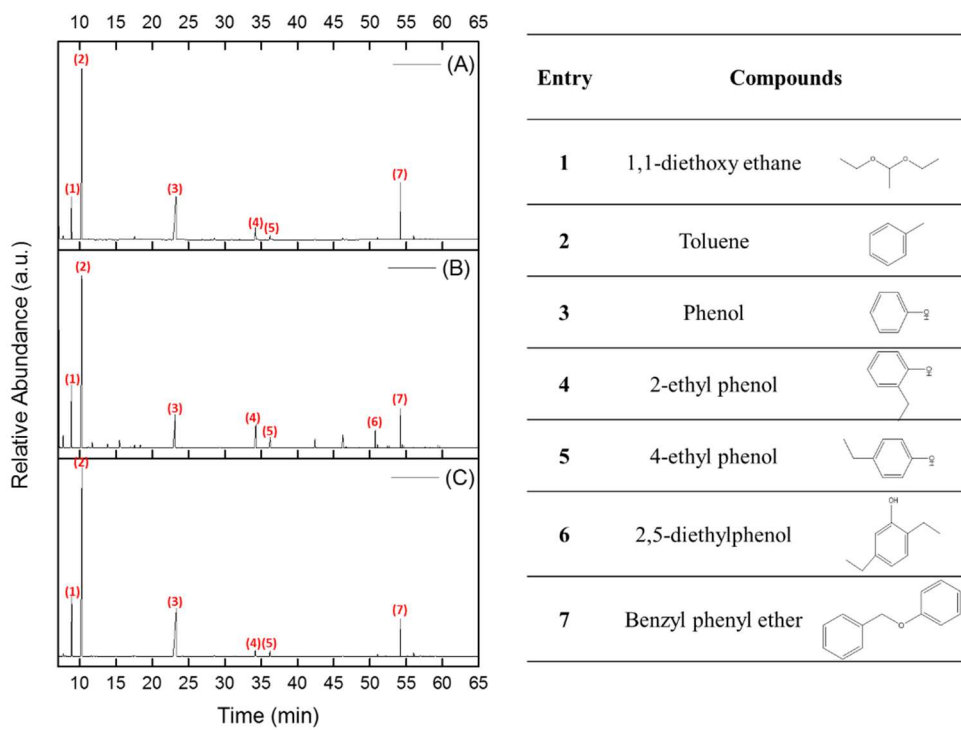 10 15 20 25 30 35 40 45 50 55 60 65
(2)
(A)
(1)
(3)
(7)
(4)
(5)
(2)
(B)
(1)
(3)
(4)
(5)
(6)
(7)
(2)
(C)
(1)
(3)
(4) (5)
(7)
10 15 20 25 30 35 40 45 50 55 60 65
Time (min)
Relative Abundance (a.u.)
Entry Compounds
1 1,1-diethoxy ethane
O O
2 Toluene
3 Phenol
OH
4 2-ethyl phenol
OH
5 4-ethyl phenol
OH
6 2,5-diethylphenol
OH
7 Benzyl phenyl ether
O